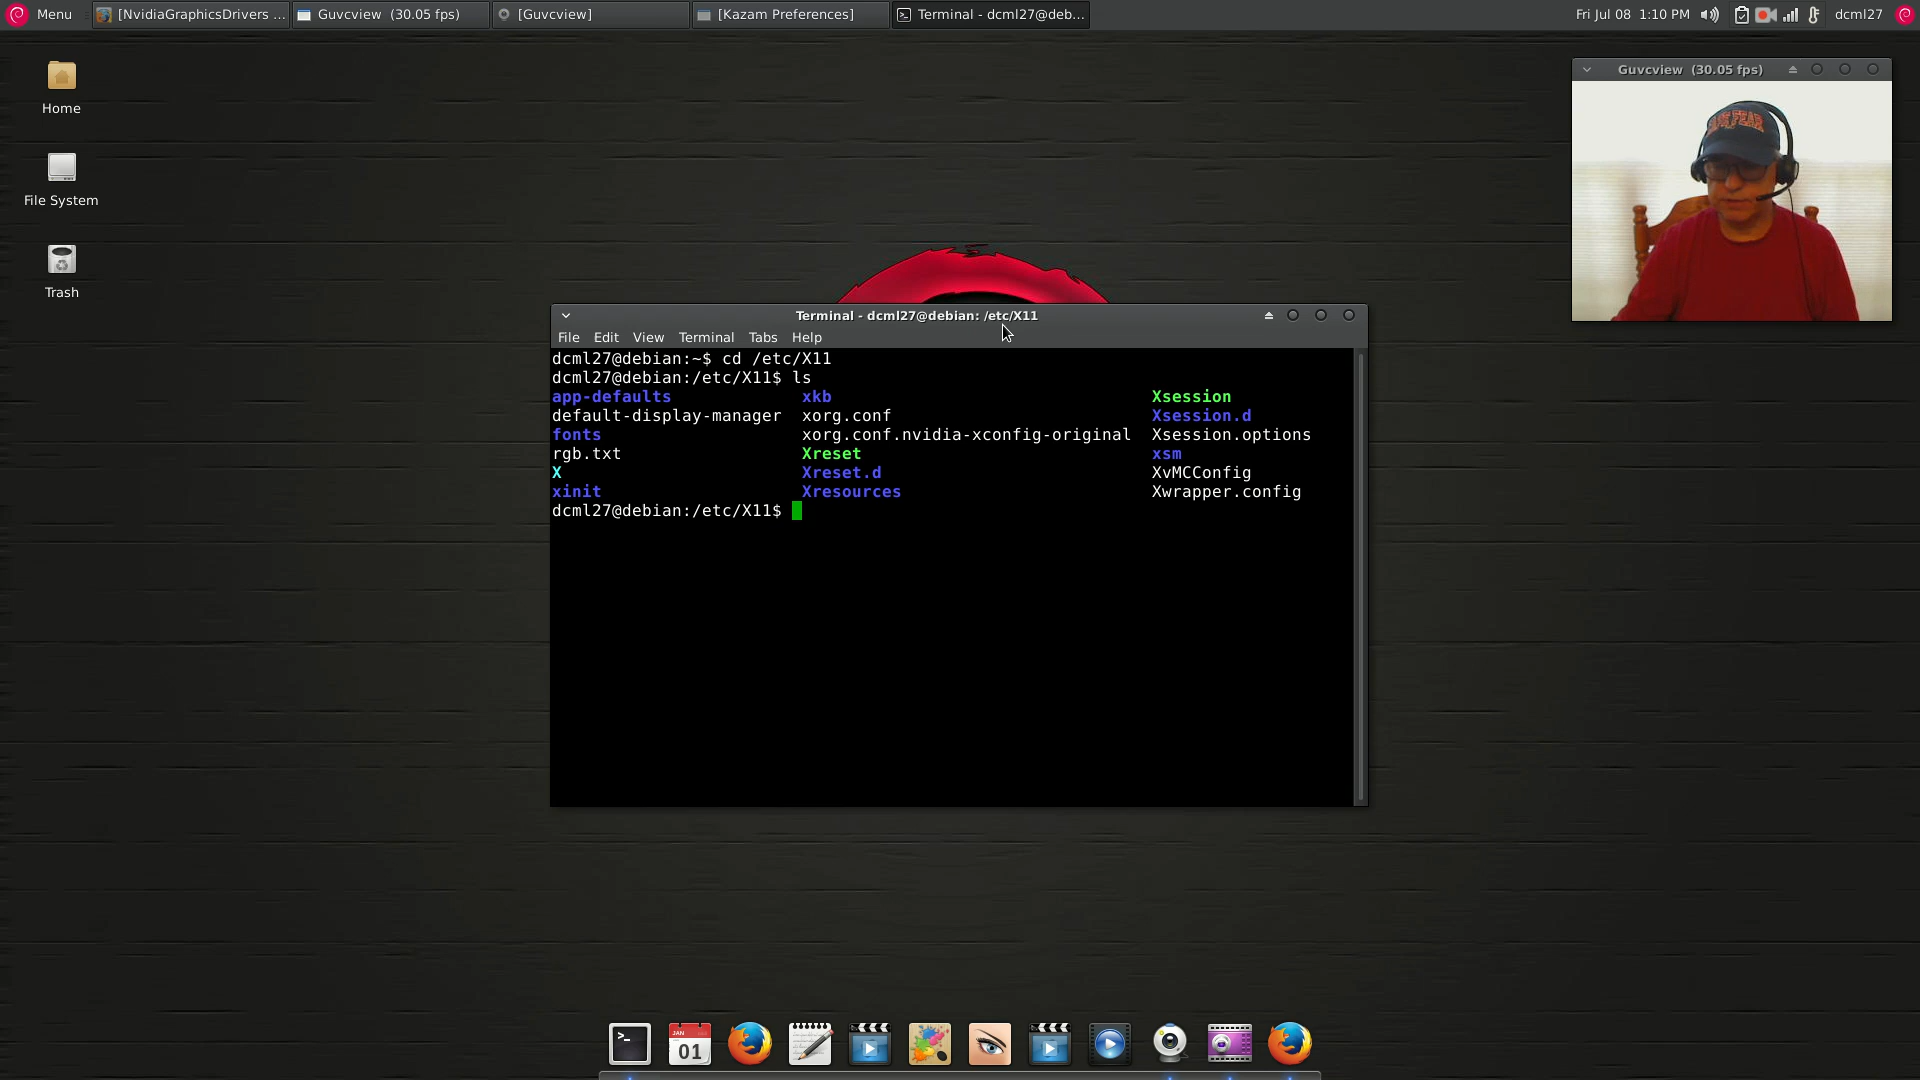 Menu [NvidiaGraphicsDrivers ... Guvcview (30.05 fps) [Guvcview] [Kazam Preferences] Terminal - dcml27@deb... Fri Jul 08 1:10 PM dcml27
Home
File System
Trash
Guvcview (30.05 fps)
Terminal - dcml27@debian: /etc/X11
File Edit View Terminal Tabs Help
dcml27@debian:~$ cd /etc/X11
dcml27@debian:/etc/X11$ ls
app-defaults xkb Xsession
default-display-manager xorg.conf Xsession.d
fonts xorg.conf.nvidia-xconfig-original Xsession.options
rgb.txt Xreset xsm
X Xreset.d XvMCConfig
xinit Xresources Xwrapper.config
dcml27@debian:/etc/X11$
JAN
01